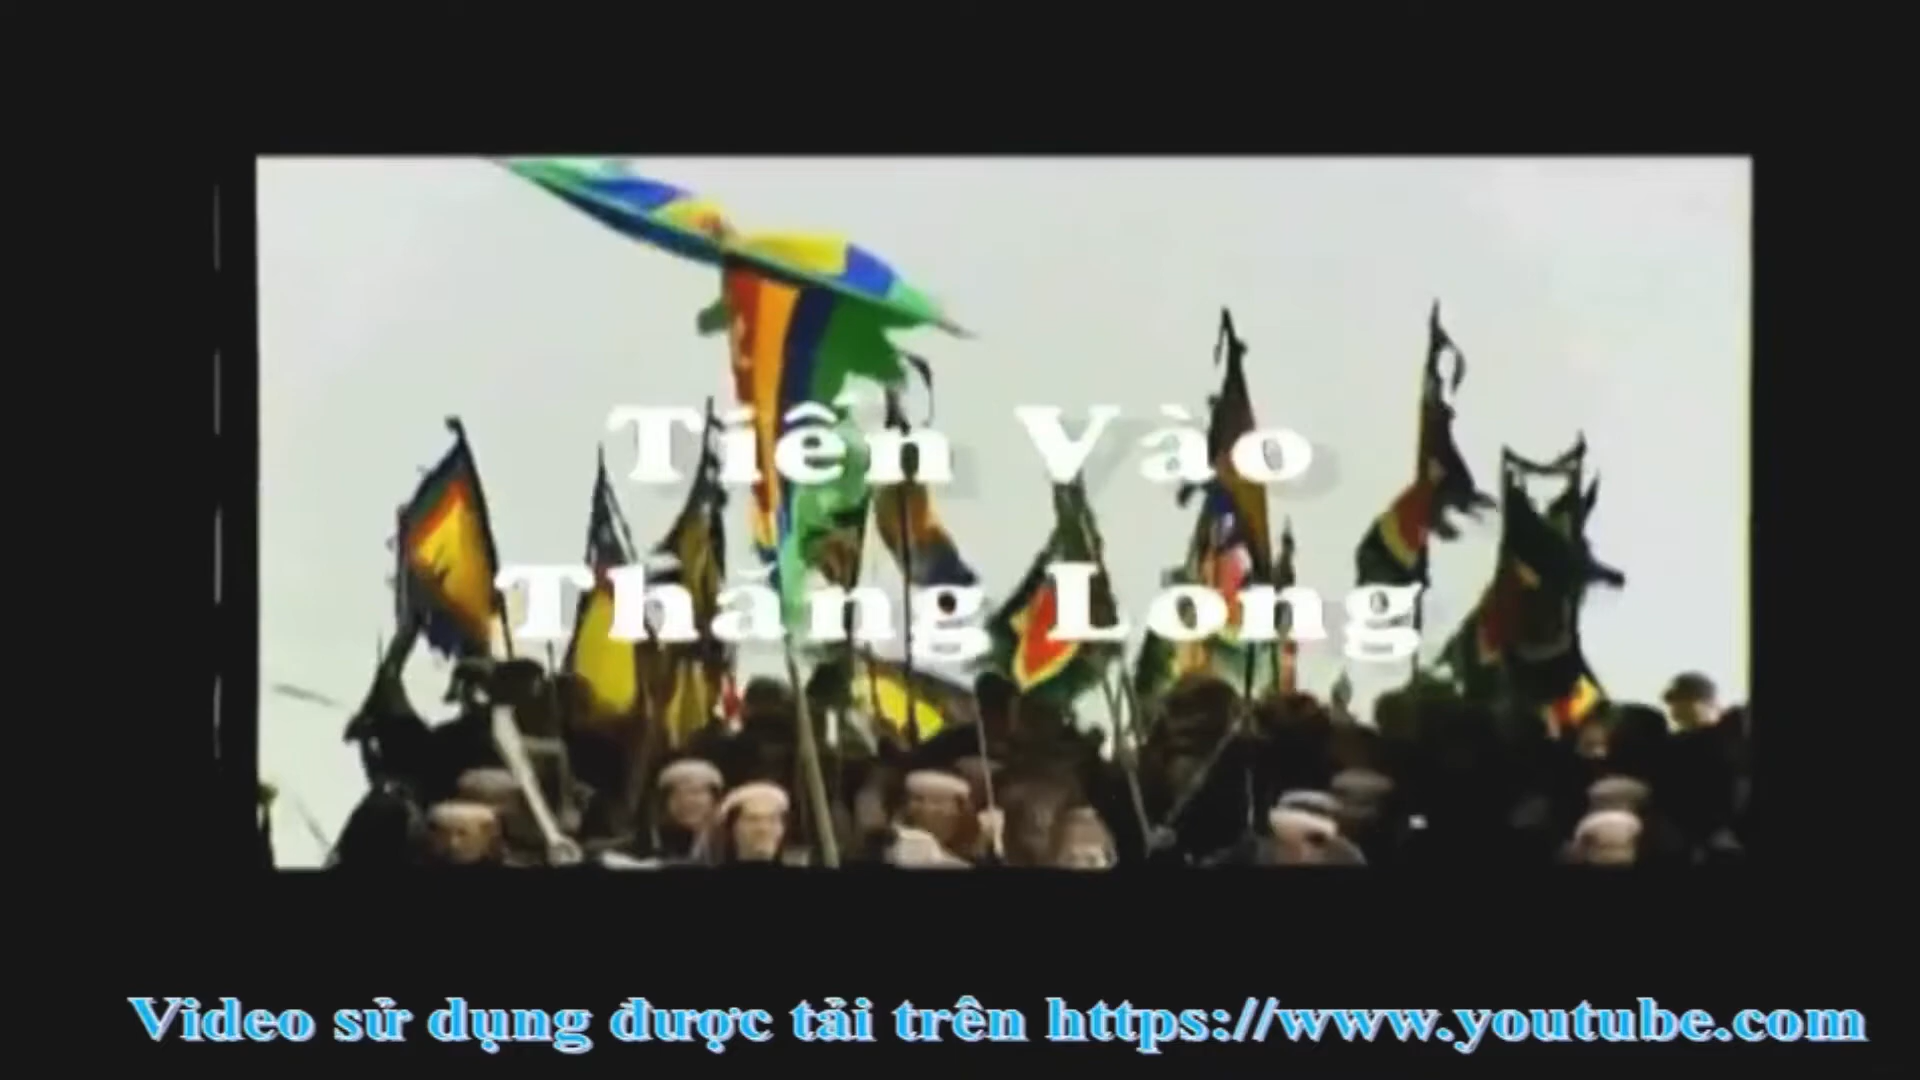 Tiến Vào
Thăng Long
Video sử dụng được tải trên https://www.youtube.com